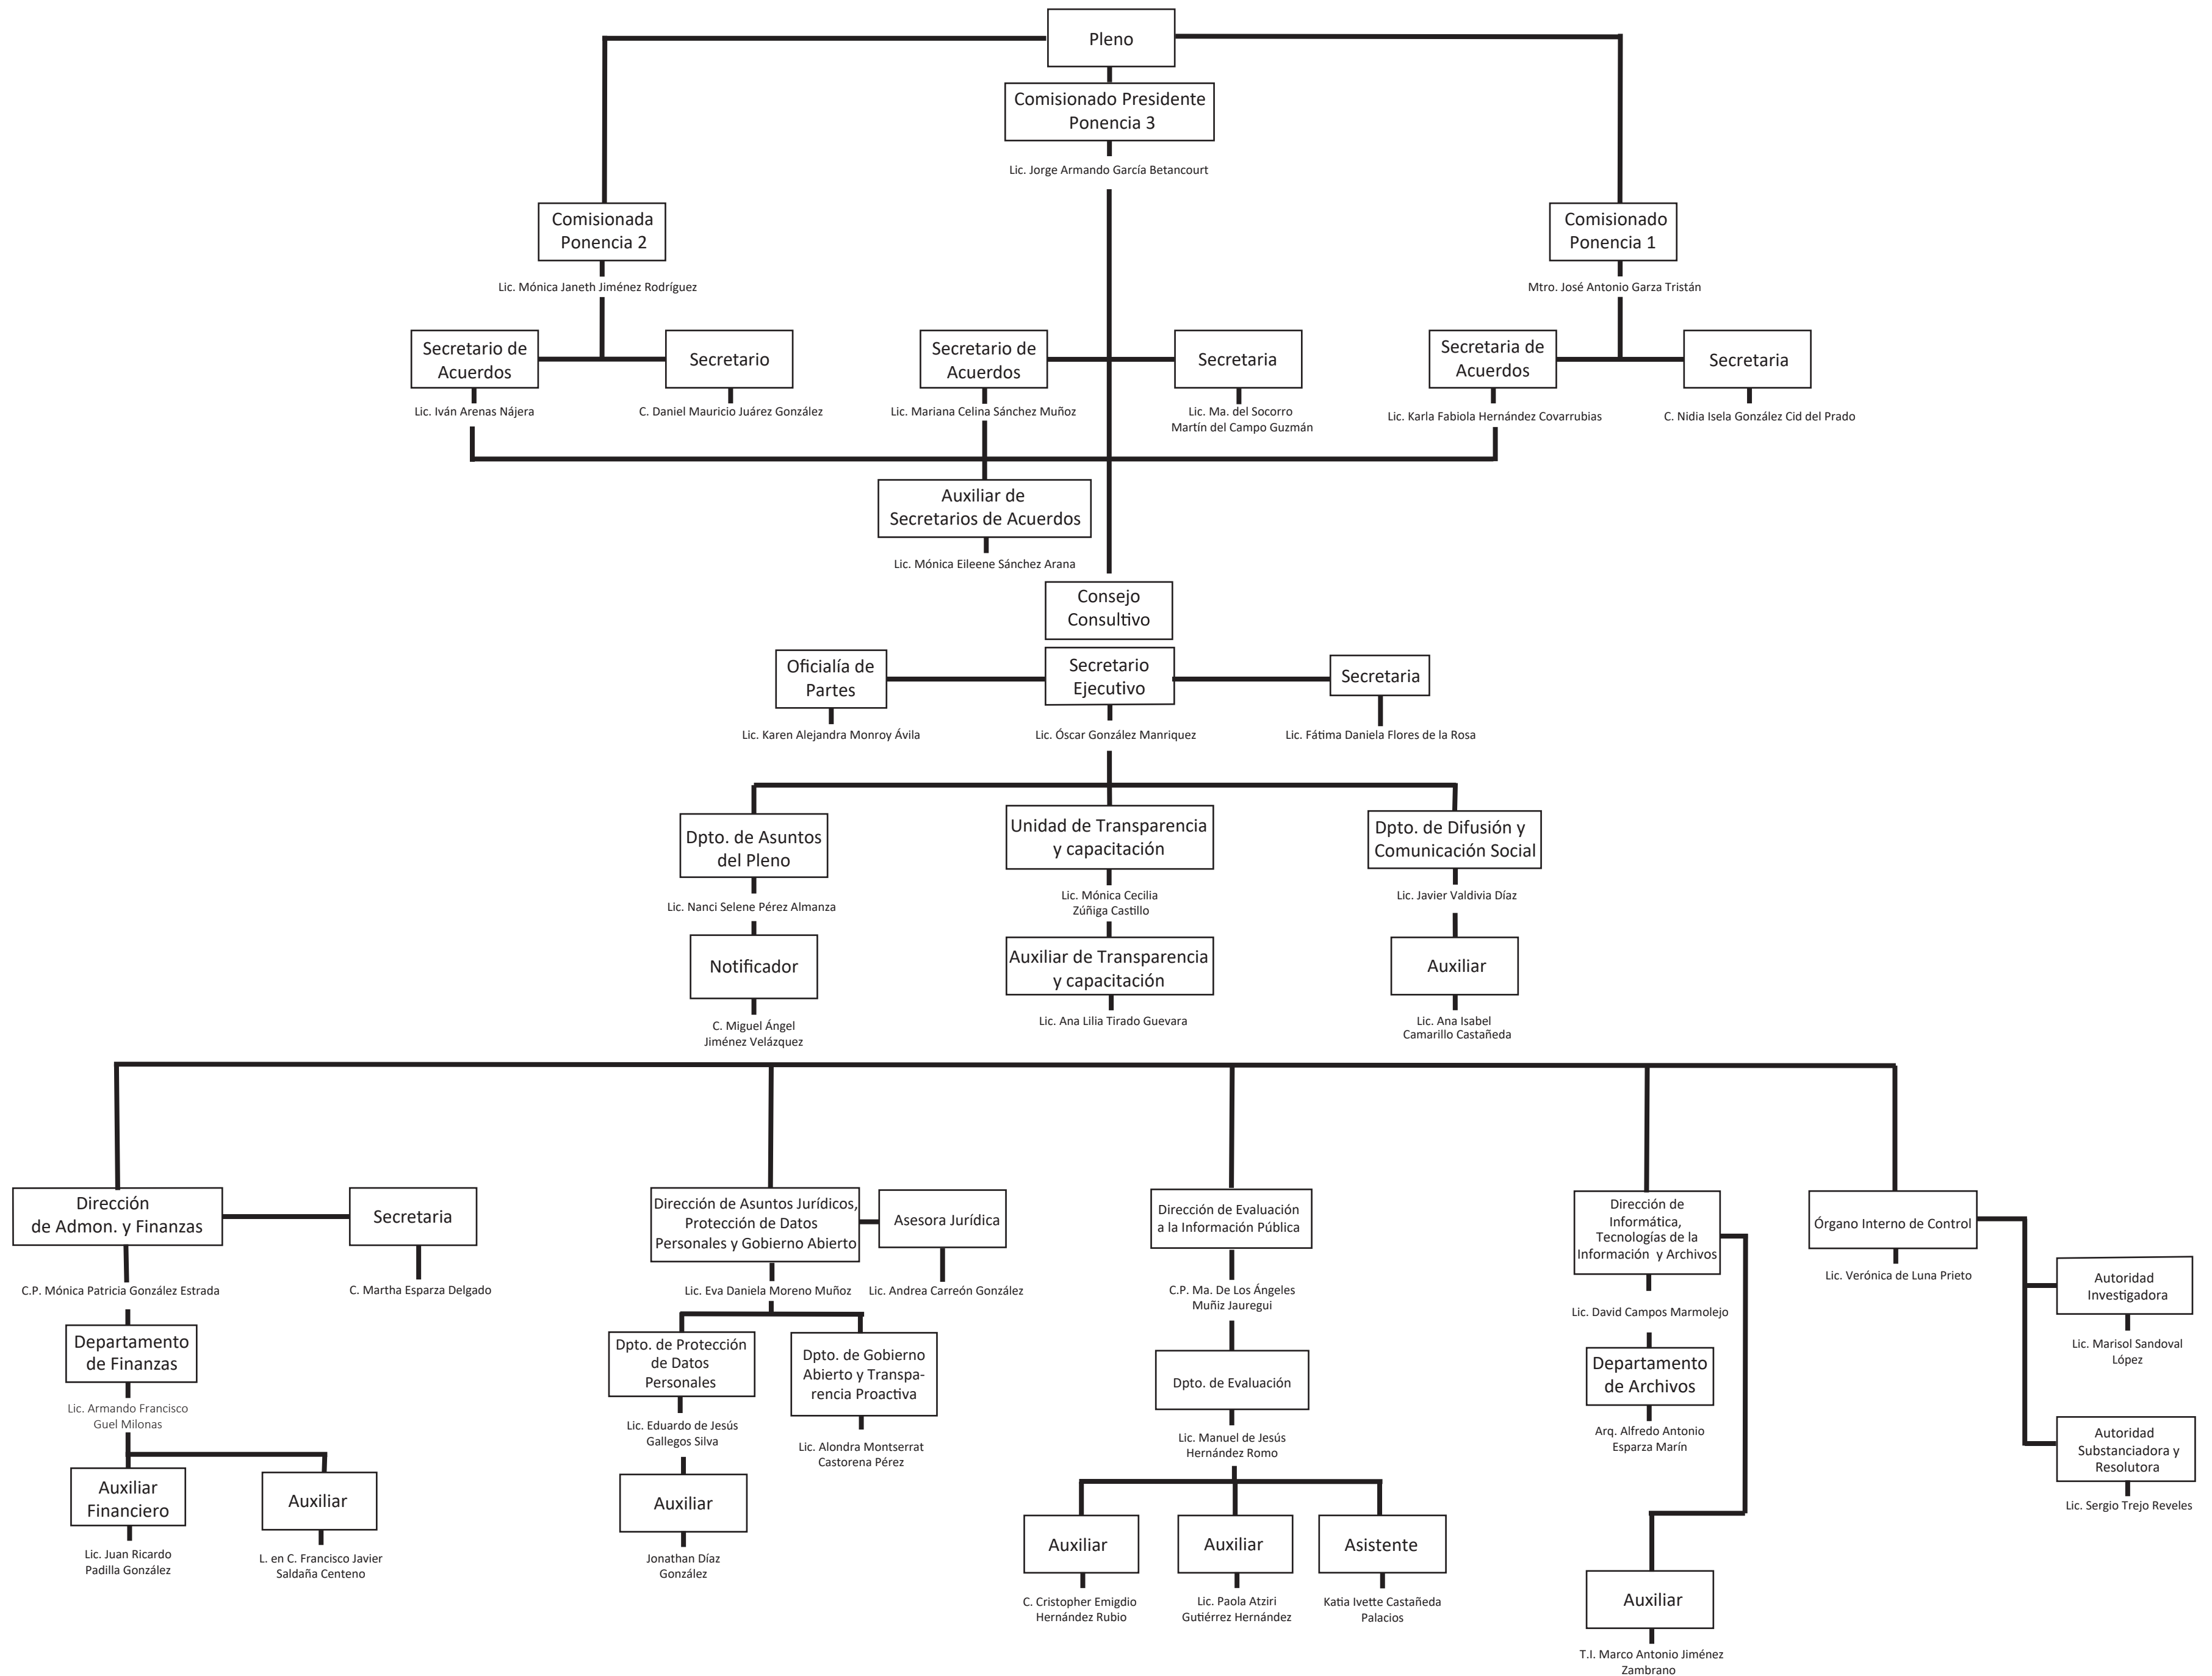 Pleno
Comisionado Presidente
Ponencia 3
Lic. Jorge Armando García Betancourt
Comisionada
Ponencia 2
Lic. Mónica Janeth Jiménez Rodríguez
Comisionado
Ponencia 1
Mtro. José Antonio Garza Tristán
Secretario de
Acuerdos
Lic. Iván Arenas Nájera
Secretario
C. Daniel Mauricio Juárez González
Secretario de
Acuerdos
Lic. Mariana Celina Sánchez Muñoz
Secretaria
Lic. Ma. del Socorro
Martín del Campo Guzmán
Secretaria de
Acuerdos
Lic. Karla Fabiola Hernández Covarrubias
Secretaria
C. Nidia Isela González Cid del Prado
Auxiliar de
Secretarios de Acuerdos
Lic. Mónica Eileene Sánchez Arana
Consejo
Consultivo
Oficialía de
Partes
Lic. Karen Alejandra Monroy Ávila
Secretario
Ejecutivo
Lic. Óscar González Manriquez
Secretaria
Lic. Fátima Daniela Flores de la Rosa
Dpto. de Asuntos
del Pleno
Lic. Nanci Selene Pérez Almanza
Notificador
C. Miguel Ángel
Jiménez Velázquez
Unidad de Transparencia
y capacitación
Lic. Mónica Cecilia
Zúñiga Castillo
Auxiliar de Transparencia
y capacitación
Lic. Ana Lilia Tirado Guevara
Dpto. de Difusión y
Comunicación Social
Lic. Javier Valdivia Díaz
Auxiliar
Lic. Ana Isabel
Camarillo Castañeda
Dirección
de Admon. y Finanzas
C.P. Mónica Patricia González Estrada
Secretaria
C. Martha Esparza Delgado
Departamento
de Finanzas
Lic. Armando Francisco
Guel Milonas
Auxiliar
Financiero
Lic. Juan Ricardo
Padilla González
Auxiliar
L. en C. Francisco Javier
Saldaña Centeno
Dirección de Asuntos Jurídicos,
Protección de Datos
Personales y Gobierno Abierto
Lic. Eva Daniela Moreno Muñoz
Asesora Jurídica
Lic. Andrea Carreón González
Dpto. de Protección
de Datos
Personales
Lic. Eduardo de Jesús
Gallegos Silva
Auxiliar
Jonathan Díaz
González
Dpto. de Gobierno
Abierto y Transpa-
rencia Proactiva
Lic. Alondra Montserrat
Castorena Pérez
Dirección de Evaluación
a la Información Pública
C.P. Ma. De Los Ángeles
Muñiz Jauregui
Dpto. de Evaluación
Lic. Manuel de Jesús
Hernández Romo
Auxiliar
C. Cristopher Emigdio
Hernández Rubio
Auxiliar
Lic. Paola Atziri
Gutiérrez Hernández
Asistente
Katia Ivette Castañeda
Palacios
Dirección de
Informática,
Tecnologías de la
Información y Archivos
Lic. David Campos Marmolejo
Departamento
de Archivos
Arq. Alfredo Antonio
Esparza Marín
Auxiliar
T.I. Marco Antonio Jiménez
Zambrano
Órgano Interno de Control
Lic. Verónica de Luna Prieto
Autoridad
Investigadora
Lic. Marisol Sandoval
López
Autoridad
Substanciadora y
Resolutora
Lic. Sergio Trejo Reveles